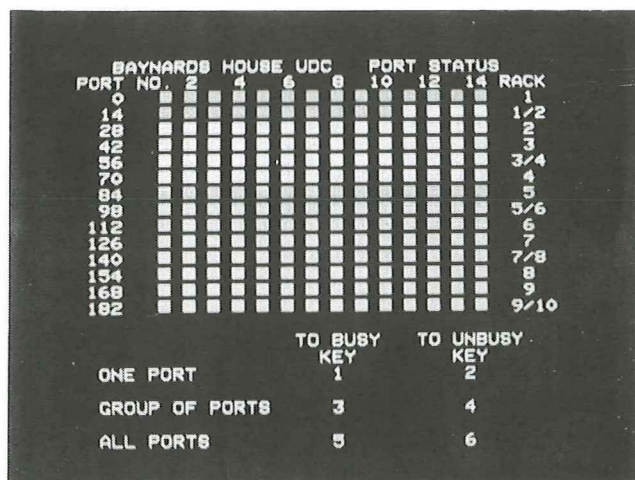 BAYNARDS HOUSE UDC PORT STATUS
PORT NO. 2 4 6 8 10 12 14 RACK
0 1
14 1/2
28 2
42 3
56 3/4
70 4
84 5
98 5/6
112 6
126 7
140 7/8
154 8
168 9
182 9/10
TO BUSY TO UNBUSY
KEY KEY
ONE PORT 1 2
GROUP OF PORTS 3 4
ALL PORTS 5 6